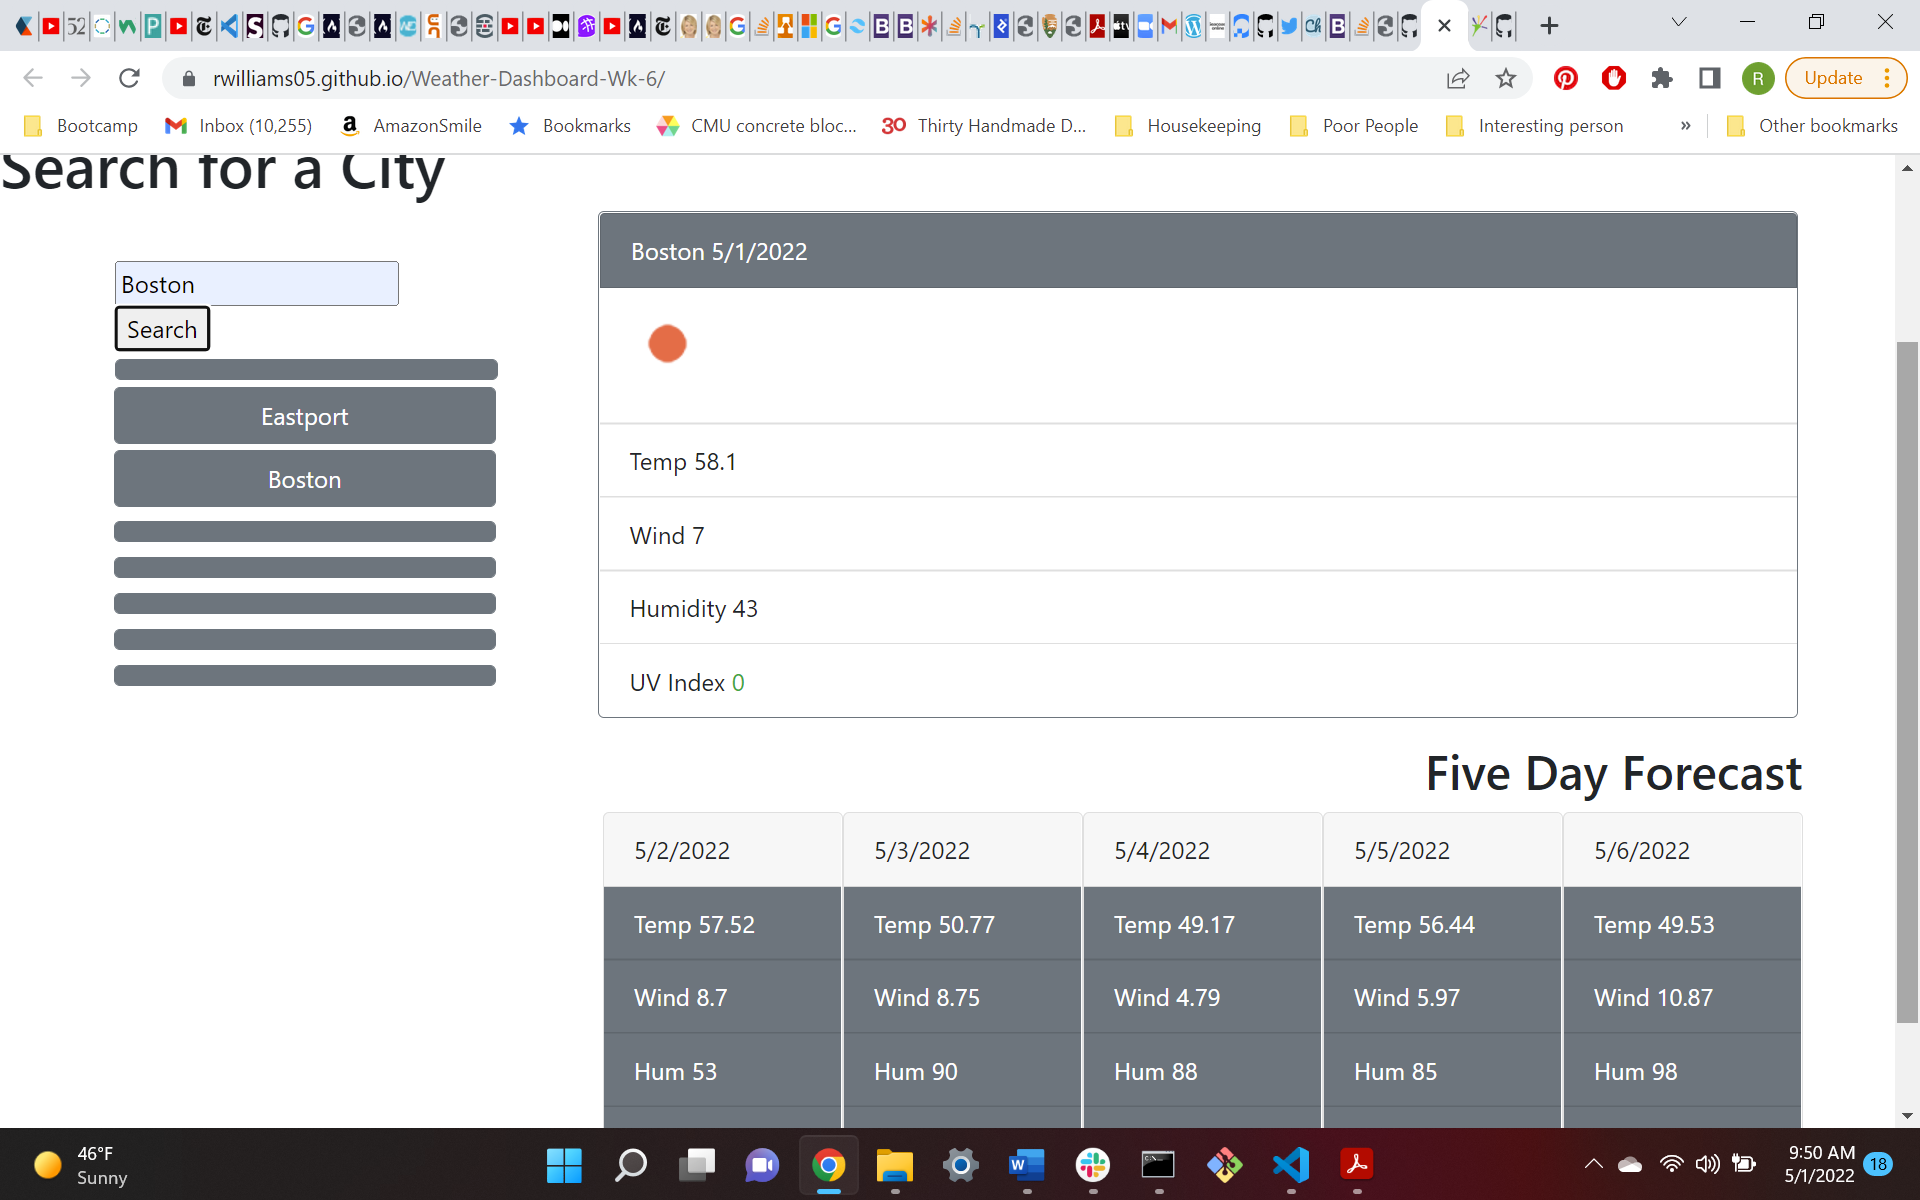 52
rwilliams05.github.io/Weather-Dashboard-Wk-6/
R
Update
Bootcamp
Inbox (10,255)
AmazonSmile
Bookmarks
CMU concrete bloc...
Thirty Handmade D...
Housekeeping
Poor People
Interesting person
»
Other bookmarks
Search for a City
Boston
Search
Eastport
Boston
Boston 5/1/2022
Temp 58.1
Wind 7
Humidity 43
UV Index 0
Five Day Forecast
5/2/2022 5/3/2022 5/4/2022 5/5/2022 5/6/2022
Temp 57.52 Temp 50.77 Temp 49.17 Temp 56.44 Temp 49.53
Wind 8.7 Wind 8.75 Wind 4.79 Wind 5.97 Wind 10.87
Hum 53 Hum 90 Hum 88 Hum 85 Hum 98
46°F
Sunny
9:50 AM
5/1/2022
18